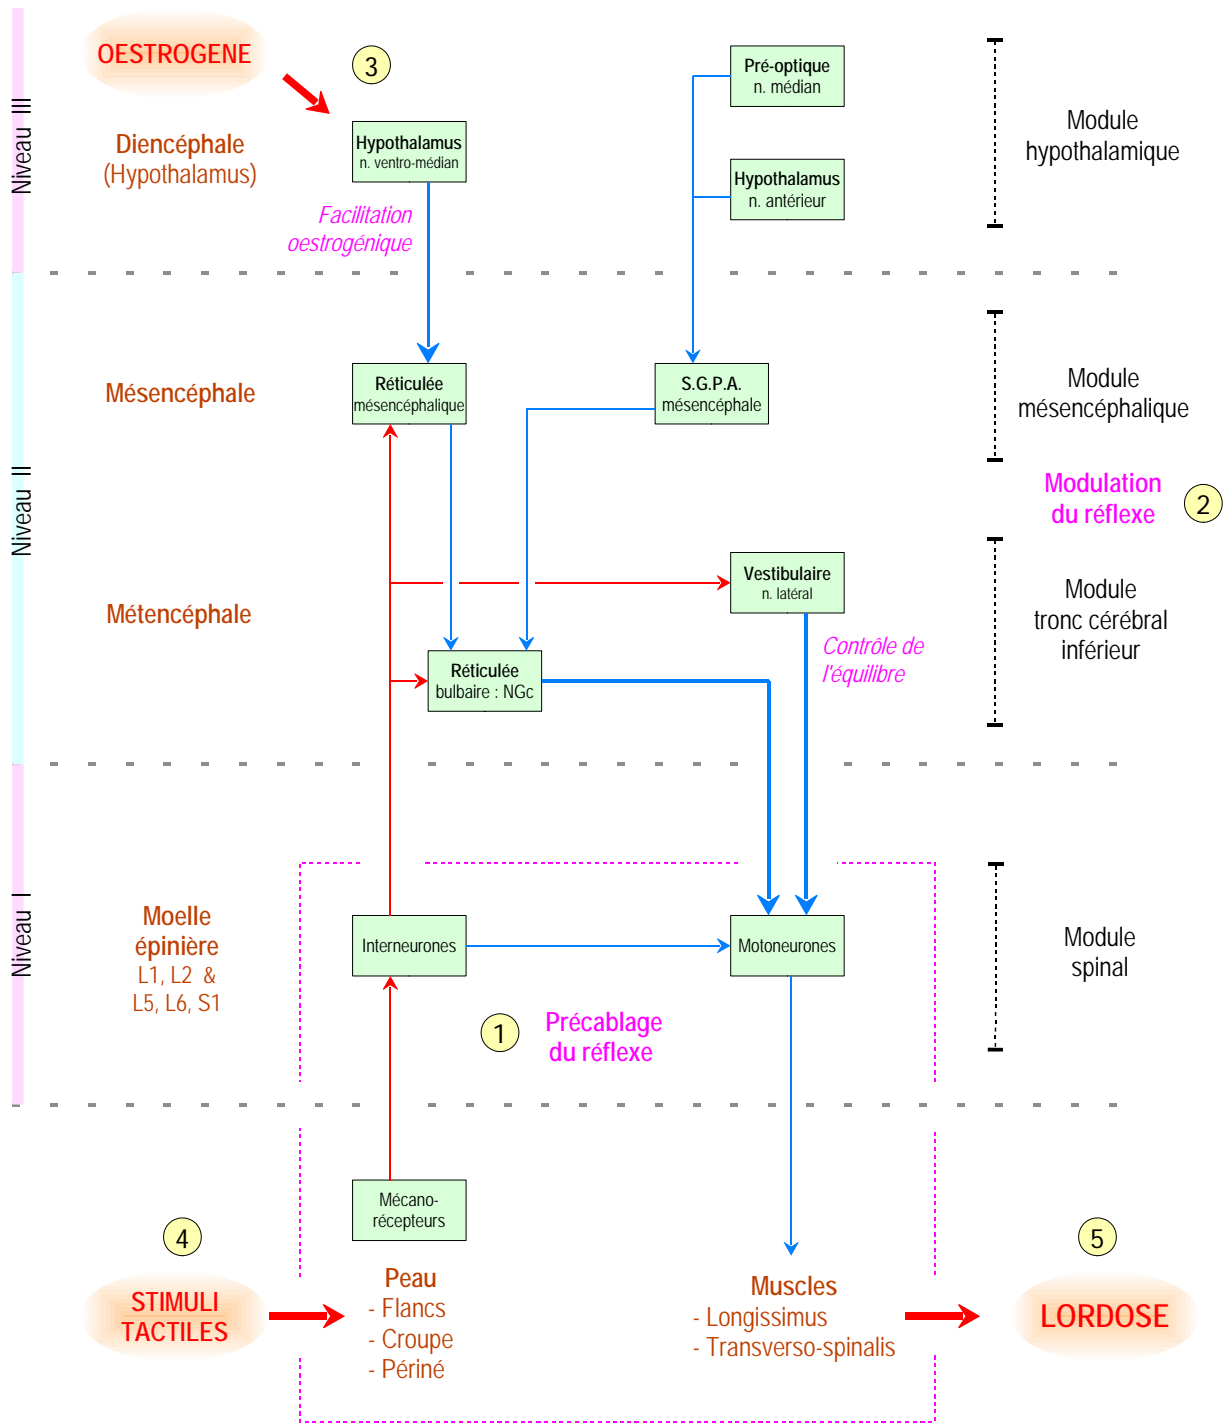 OESTROGENE
3
Niveau III
Diencéphale
(Hypothalamus)
Hypothalamus
n. ventro-médian
Pré-optique
n. médian
Hypothalamus
n. antérieur
Module
hypothalamique
Facilitation
oestrogénique
Niveau II
Mésencéphale
Réticulée
mésencéphalique
S.G.P.A.
mésencéphale
Module
mésencéphalique
Modulation
du réflexe
2
Métencéphale
Vestibulaire
n. latéral
Réticulée
bulbaire : NGc
Contrôle de
l'équilibre
Module
tronc cérébral
inférieur
Niveau I
Moelle
épinière
L1, L2 &
L5, L6, S1
Interneurones
Motoneurones
Module
spinal
1
Précablage
du réflexe
Mécano-
récepteurs
4
STIMULI
TACTILES
Peau
- Flancs
- Croupe
- Périné
Muscles
- Longissimus
- Transverso-spinalis
5
LORDOSE